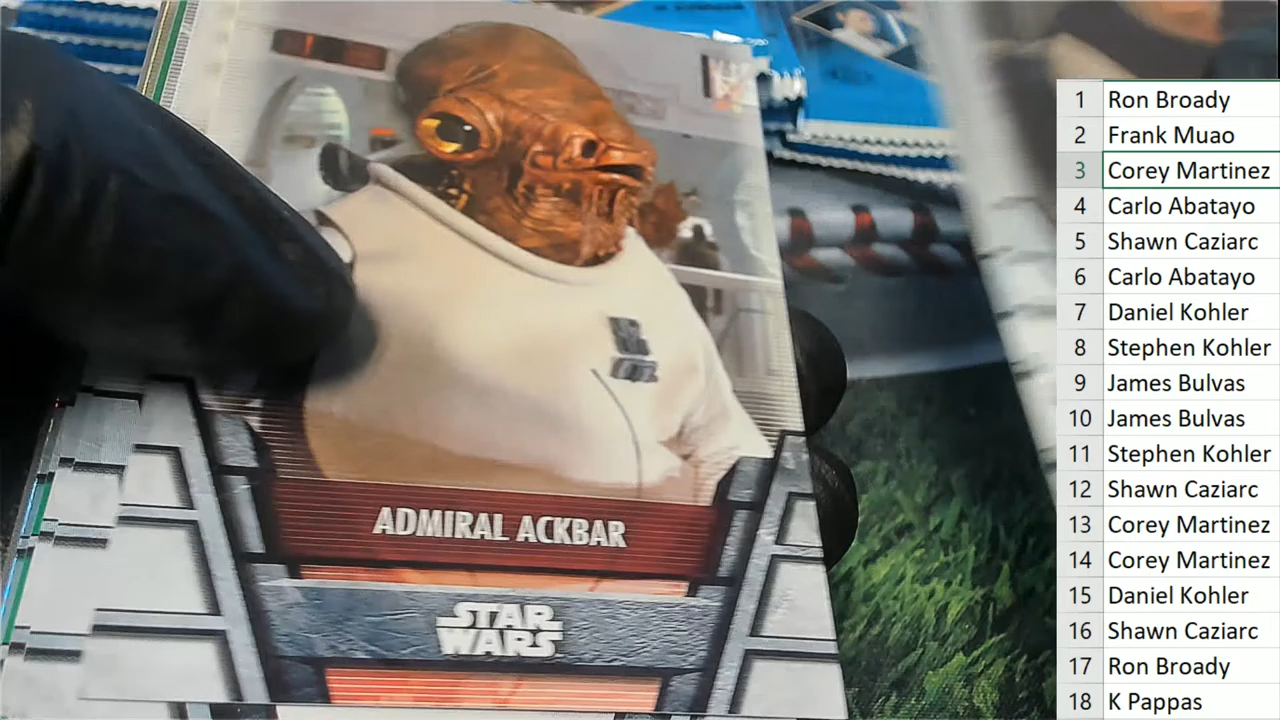 ADMIRAL ACKBAR
STAR
WARS
1 Ron Broady
2 Frank Muao
3 Corey Martinez
4 Carlo Abatayo
5 Shawn Caziarc
6 Carlo Abatayo
7 Daniel Kohler
8 Stephen Kohler
9 James Bulvas
10 James Bulvas
11 Stephen Kohler
12 Shawn Caziarc
13 Corey Martinez
14 Corey Martinez
15 Daniel Kohler
16 Shawn Caziarc
17 Ron Broady
18 K Pappas